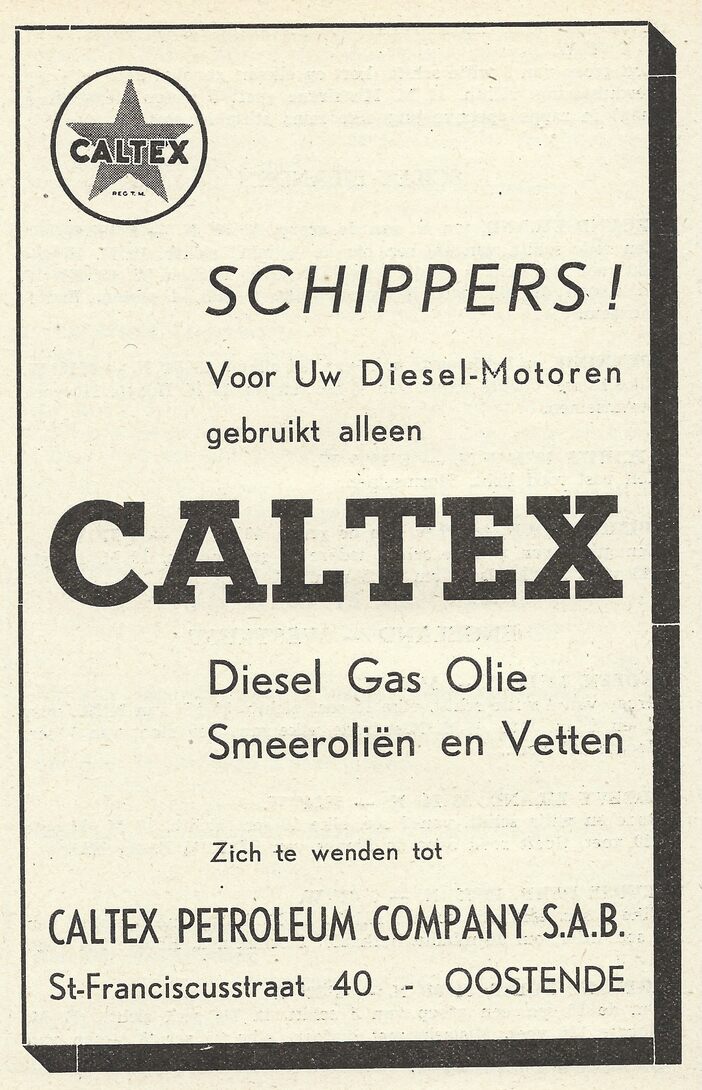 CALTEX
REG T. M.
SCHIPPERS!
Voor Uw Diesel-Motoren
gebruikt alleen
CALTEX
Diesel Gas Olie
Smeeroliën en Vetten
Zich te wenden tot
CALTEX PETROLEUM COMPANY S.A.B.
St-Franciscusstraat 40 - OOSTENDE